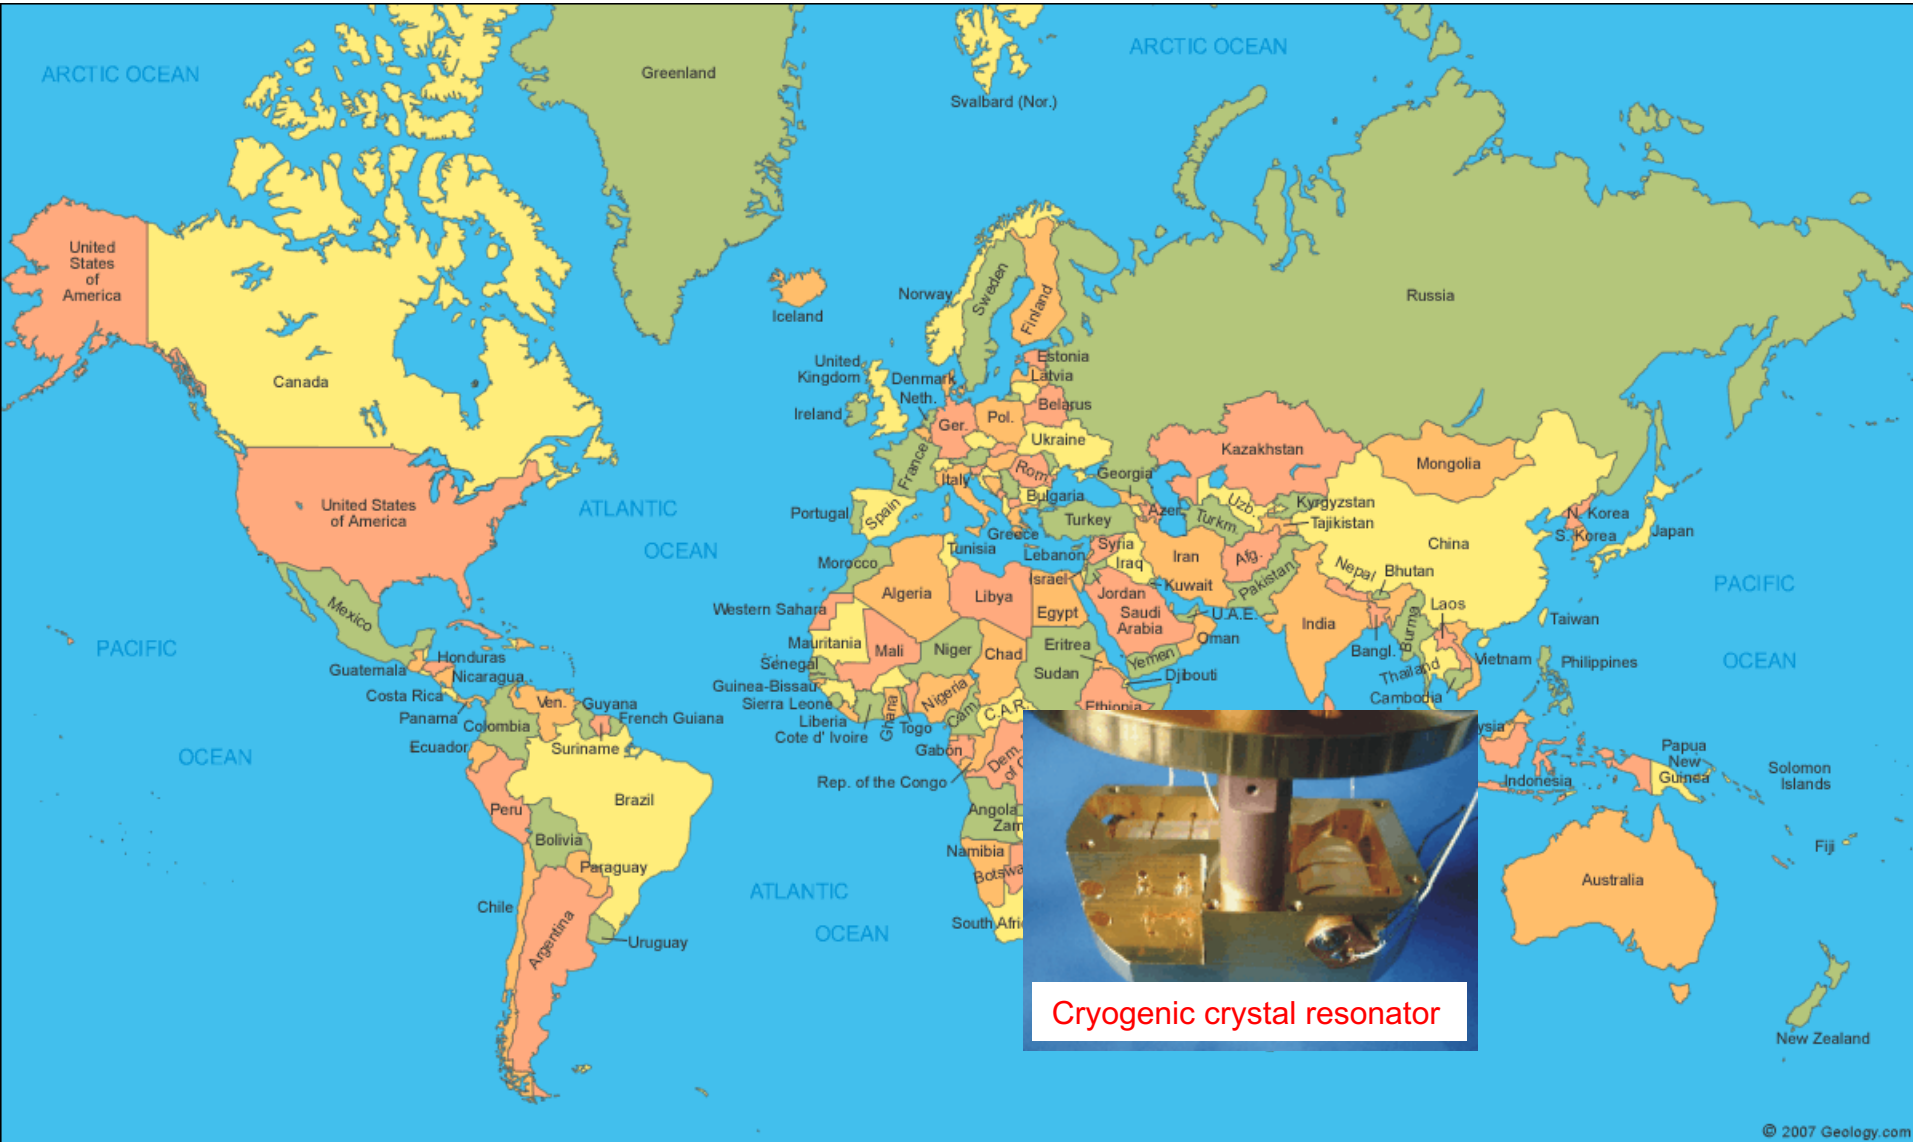 ARCTIC OCEAN
ARCTIC OCEAN
Greenland
Svalbard (Nor.)
United
States
of
America
Russia
Norway
Sweden
Finland
Iceland
Canada
United
Kingdom
Denmark
Estonia
Latvia
Neth.
Ireland
Belarus
Ger.
Pol.
Ukraine
Kazakhstan
Mongolia
France
Rom.
Georgia
Italy
Bulgaria
Uzb.
Kyrgyzstan
United States
of America
ATLANTIC
OCEAN
Portugal
Spain
Turkey
Azer.
Turkm.
Tajikistan
N. Korea
S. Korea
Japan
Greece
China
Tunisia
Lebanon
Syria
Iraq
Iran
Afg.
Morocco
Israel
Kuwait
Pakistan
Nepal
Bhutan
PACIFIC
OCEAN
Mexico
Western Sahara
Algeria
Libya
Egypt
Jordan
Saudi
Arabia
U.A.E.
Oman
India
Laos
Burma
Taiwan
PACIFIC
OCEAN
Mauritania
Mali
Niger
Chad
Eritrea
Sudan
Yemen
Djibouti
Bangl.
Thailand
Vietnam
Cambodia
Philippines
Honduras
Guatemala
Nicaragua
Costa Rica
Panama
Senegal
Guinea-Bissau
Sierra Leone
Liberia
Cote d' Ivoire
Ghana
Togo
Nigeria
Cam.
C.A.R.
Ethiopia
Ven.
Guyana
French Guiana
Colombia
Suriname
Ecuador
Gabon
Rep. of the Congo
Dem.
of C
ysia
Indonesia
Papua
New
Guinea
Solomon
Islands
Peru
Brazil
Bolivia
Paraguay
Angola
Zam
Namibia
Botswa
South Afri
Fiji
Australia
ATLANTIC
OCEAN
Chile
Argentina
Uruguay
Cryogenic crystal resonator
New Zealand
© 2007 Geology.com